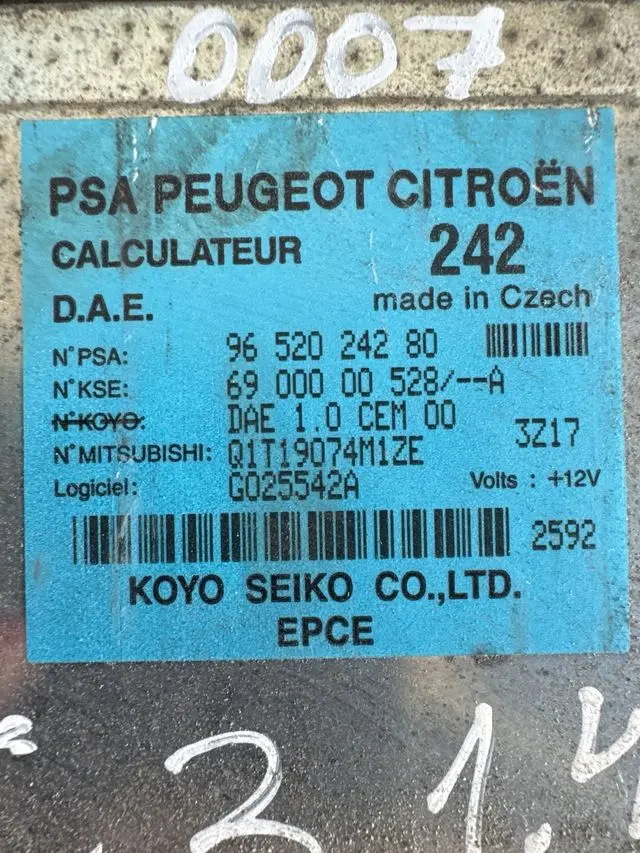 0007
PSA PEUGEOT CITROËN
CALCULATEUR 242
D.A.E. made in Czech
N°PSA: 96 520 242 80
N°KSE: 69 000 00 528/--A
N°KOYO: DAE 1.0 CEM 00
N°MITSUBISHI: Q1T19074M1ZE 3Z17
Logiciel: G025542A Volts : +12V
2592
KOYO SEIKO CO.,LTD.
EPCE
2 1.4